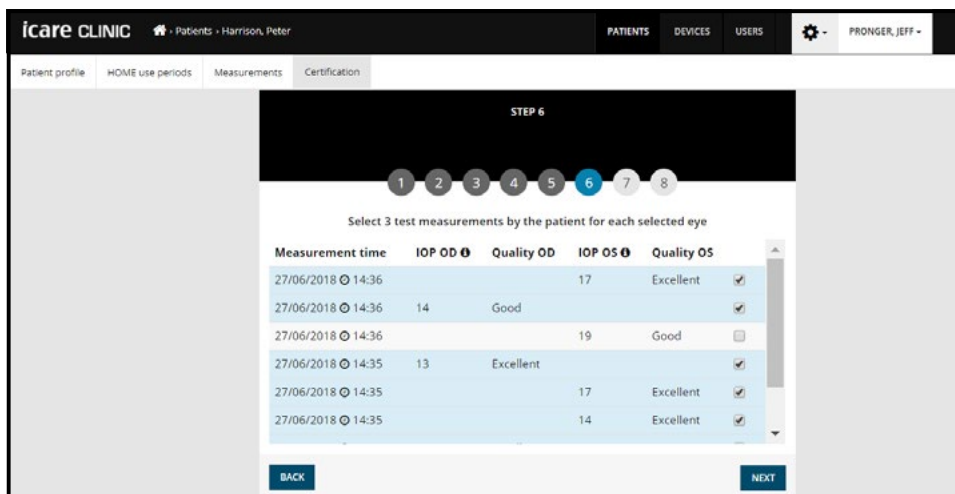 icare CLINIC › Patients › Harrison, Peter PATIENTS DEVICES USERS PRONGER, JEFF
Patient profile HOME use periods Measurements Certification
STEP 6
1 2 3 4 5 6 7 8
Select 3 test measurements by the patient for each selected eye
Measurement time IOP OD Quality OD IOP OS Quality OS
27/06/2018 14:36 17 Excellent
27/06/2018 14:36 14 Good
27/06/2018 14:36 19 Good
27/06/2018 14:35 13 Excellent
27/06/2018 14:35 17 Excellent
27/06/2018 14:35 14 Excellent
BACK NEXT